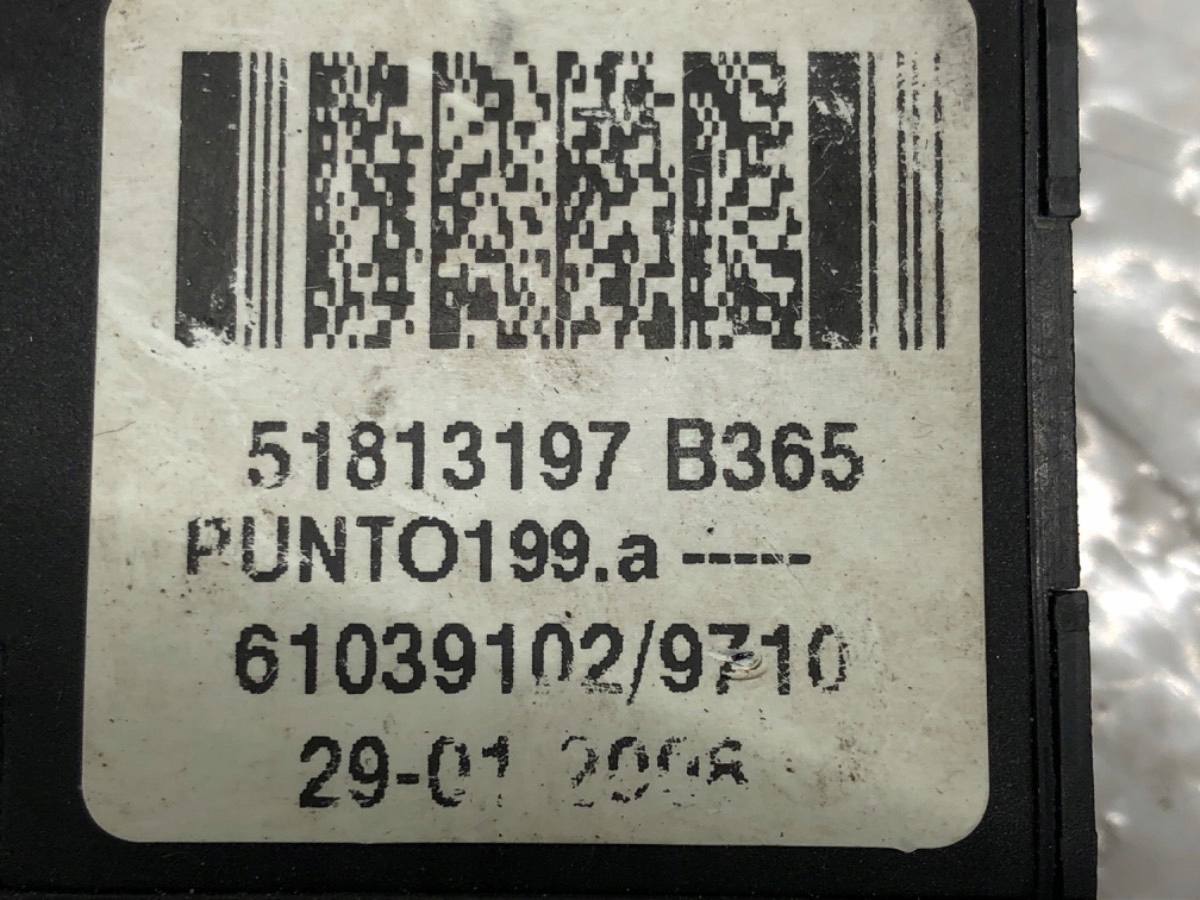 51813197 B365
PUNTO199.a -----
61039102/9710
29-01